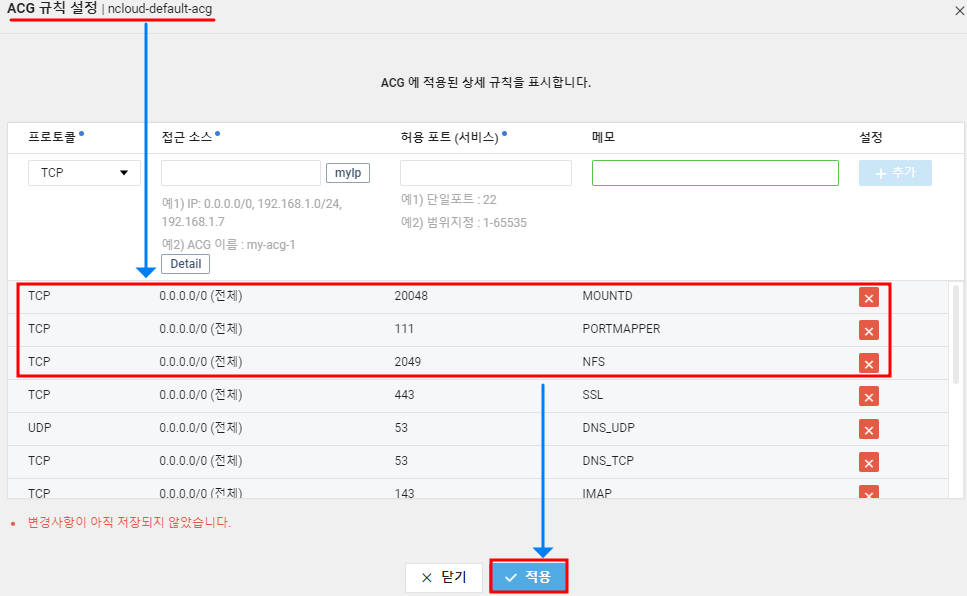 ACG 규칙 설정 | ncloud-default-acg
ACG 에 적용된 상세 규칙을 표시합니다.
프로토콜 접근 소스 허용 포트 (서비스) 메모 설정
TCP myIp + 추가
예1) IP: 0.0.0.0/0, 192.168.1.0/24, 예1) 단일포트 : 22
192.168.1.7 예2) 범위지정 : 1-65535
예2) ACG 이름 : my-acg-1
Detail
TCP 0.0.0.0/0 (전체) 20048 MOUNTD
TCP 0.0.0.0/0 (전체) 111 PORTMAPPER
TCP 0.0.0.0/0 (전체) 2049 NFS
TCP 0.0.0.0/0 (전체) 443 SSL
UDP 0.0.0.0/0 (전체) 53 DNS_UDP
TCP 0.0.0.0/0 (전체) 53 DNS_TCP
TCP 0.0.0.0/0 (전체) 143 IMAP
변경사항이 아직 저장되지 않았습니다.
닫기 적용